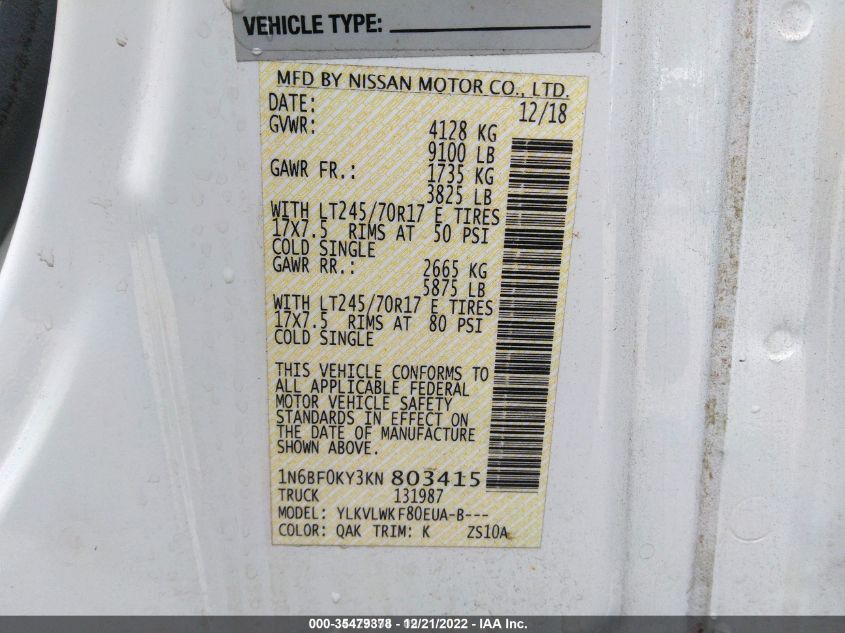 VEHICLE TYPE:
MFD BY NISSAN MOTOR CO., LTD.
DATE: 12/18
GVWR: 4128 KG
9100 LB
GAWR FR.: 1735 KG
3825 LB
WITH LT245/70R17 E TIRES
17X7.5 RIMS AT 50 PSI
COLD SINGLE
GAWR RR.: 2665 KG
5875 LB
WITH LT245/70R17 E TIRES
17X7.5 RIMS AT 80 PSI
COLD SINGLE
THIS VEHICLE CONFORMS TO
ALL APPLICABLE FEDERAL
MOTOR VEHICLE SAFETY
STANDARDS IN EFFECT ON
THE DATE OF MANUFACTURE
SHOWN ABOVE.
1N6BF0KY3KN 803415
TRUCK 131987
MODEL: YLKVLWKF80EUA-B---
COLOR: QAK TRIM: K ZS10A
000-35479378 - 12/21/2022 - IAA Inc.